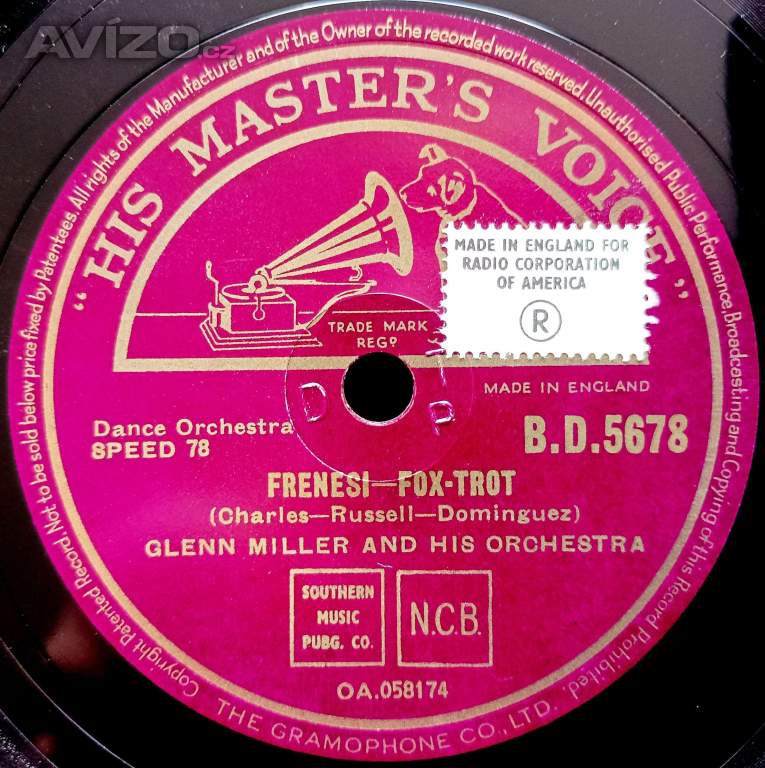 AVÍZO.cz
Copyright Patented Record. Not to be sold below price fixed by Patentees. All rights of the Manufacturer and of the Owner of the recorded work reserved. Unauthorised Public Performance, Broadcasting and Copying of this Record Prohibited.
"HIS MASTER'S VOICE"
MADE IN ENGLAND FOR
RADIO CORPORATION
OF AMERICA
R
TRADE MARK
REGD
MADE IN ENGLAND
D P
Dance Orchestra
SPEED 78
B.D.5678
FRENESI—FOX-TROT
(Charles—Russell—Dominguez)
GLENN MILLER AND HIS ORCHESTRA
SOUTHERN
MUSIC
PUBG. CO.
N.C.B.
OA.058174
THE GRAMOPHONE CO., LTD.